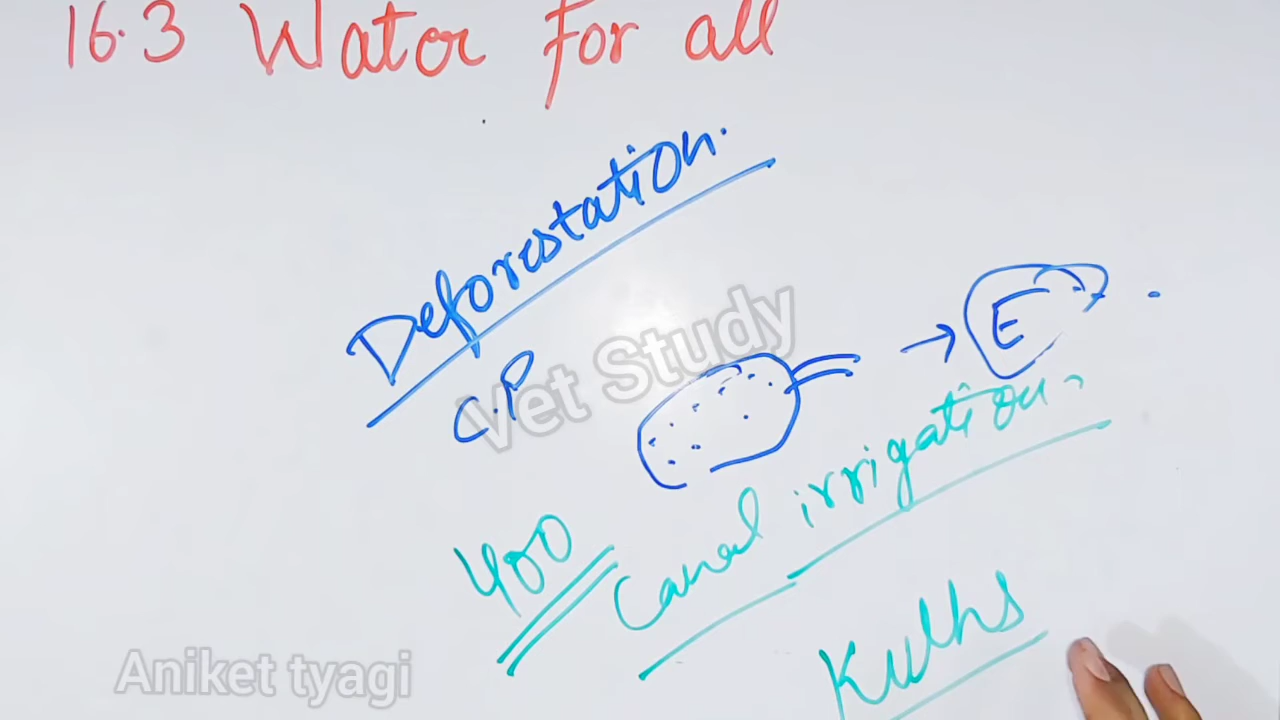 16.3 Water for all
Deforestation.
C.P
Vet Study
→ E
400
Canal irrigation.
Kulhs
Aniket tyagi